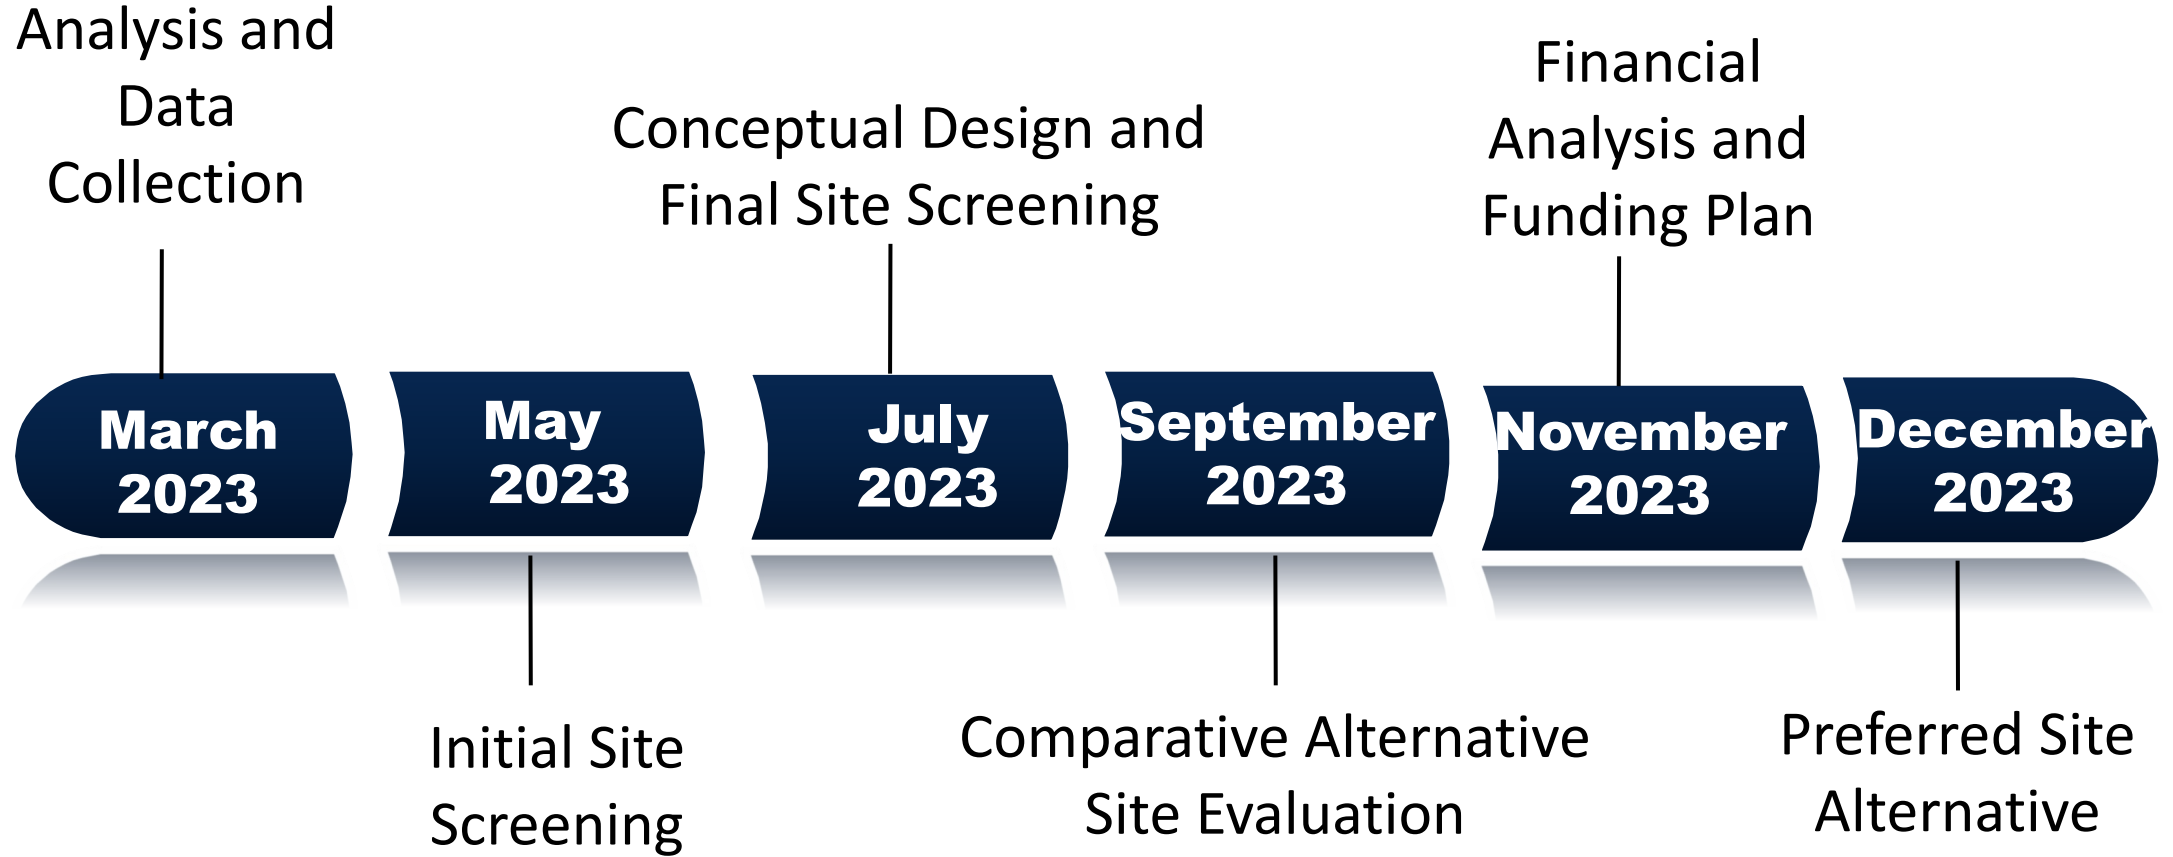 Analysis and
Data
Collection
Conceptual Design and
Final Site Screening
Financial
Analysis and
Funding Plan
March
2023
May
2023
July
2023
September
2023
November
2023
December
2023
Initial Site
Screening
Comparative Alternative
Site Evaluation
Preferred Site
Alternative